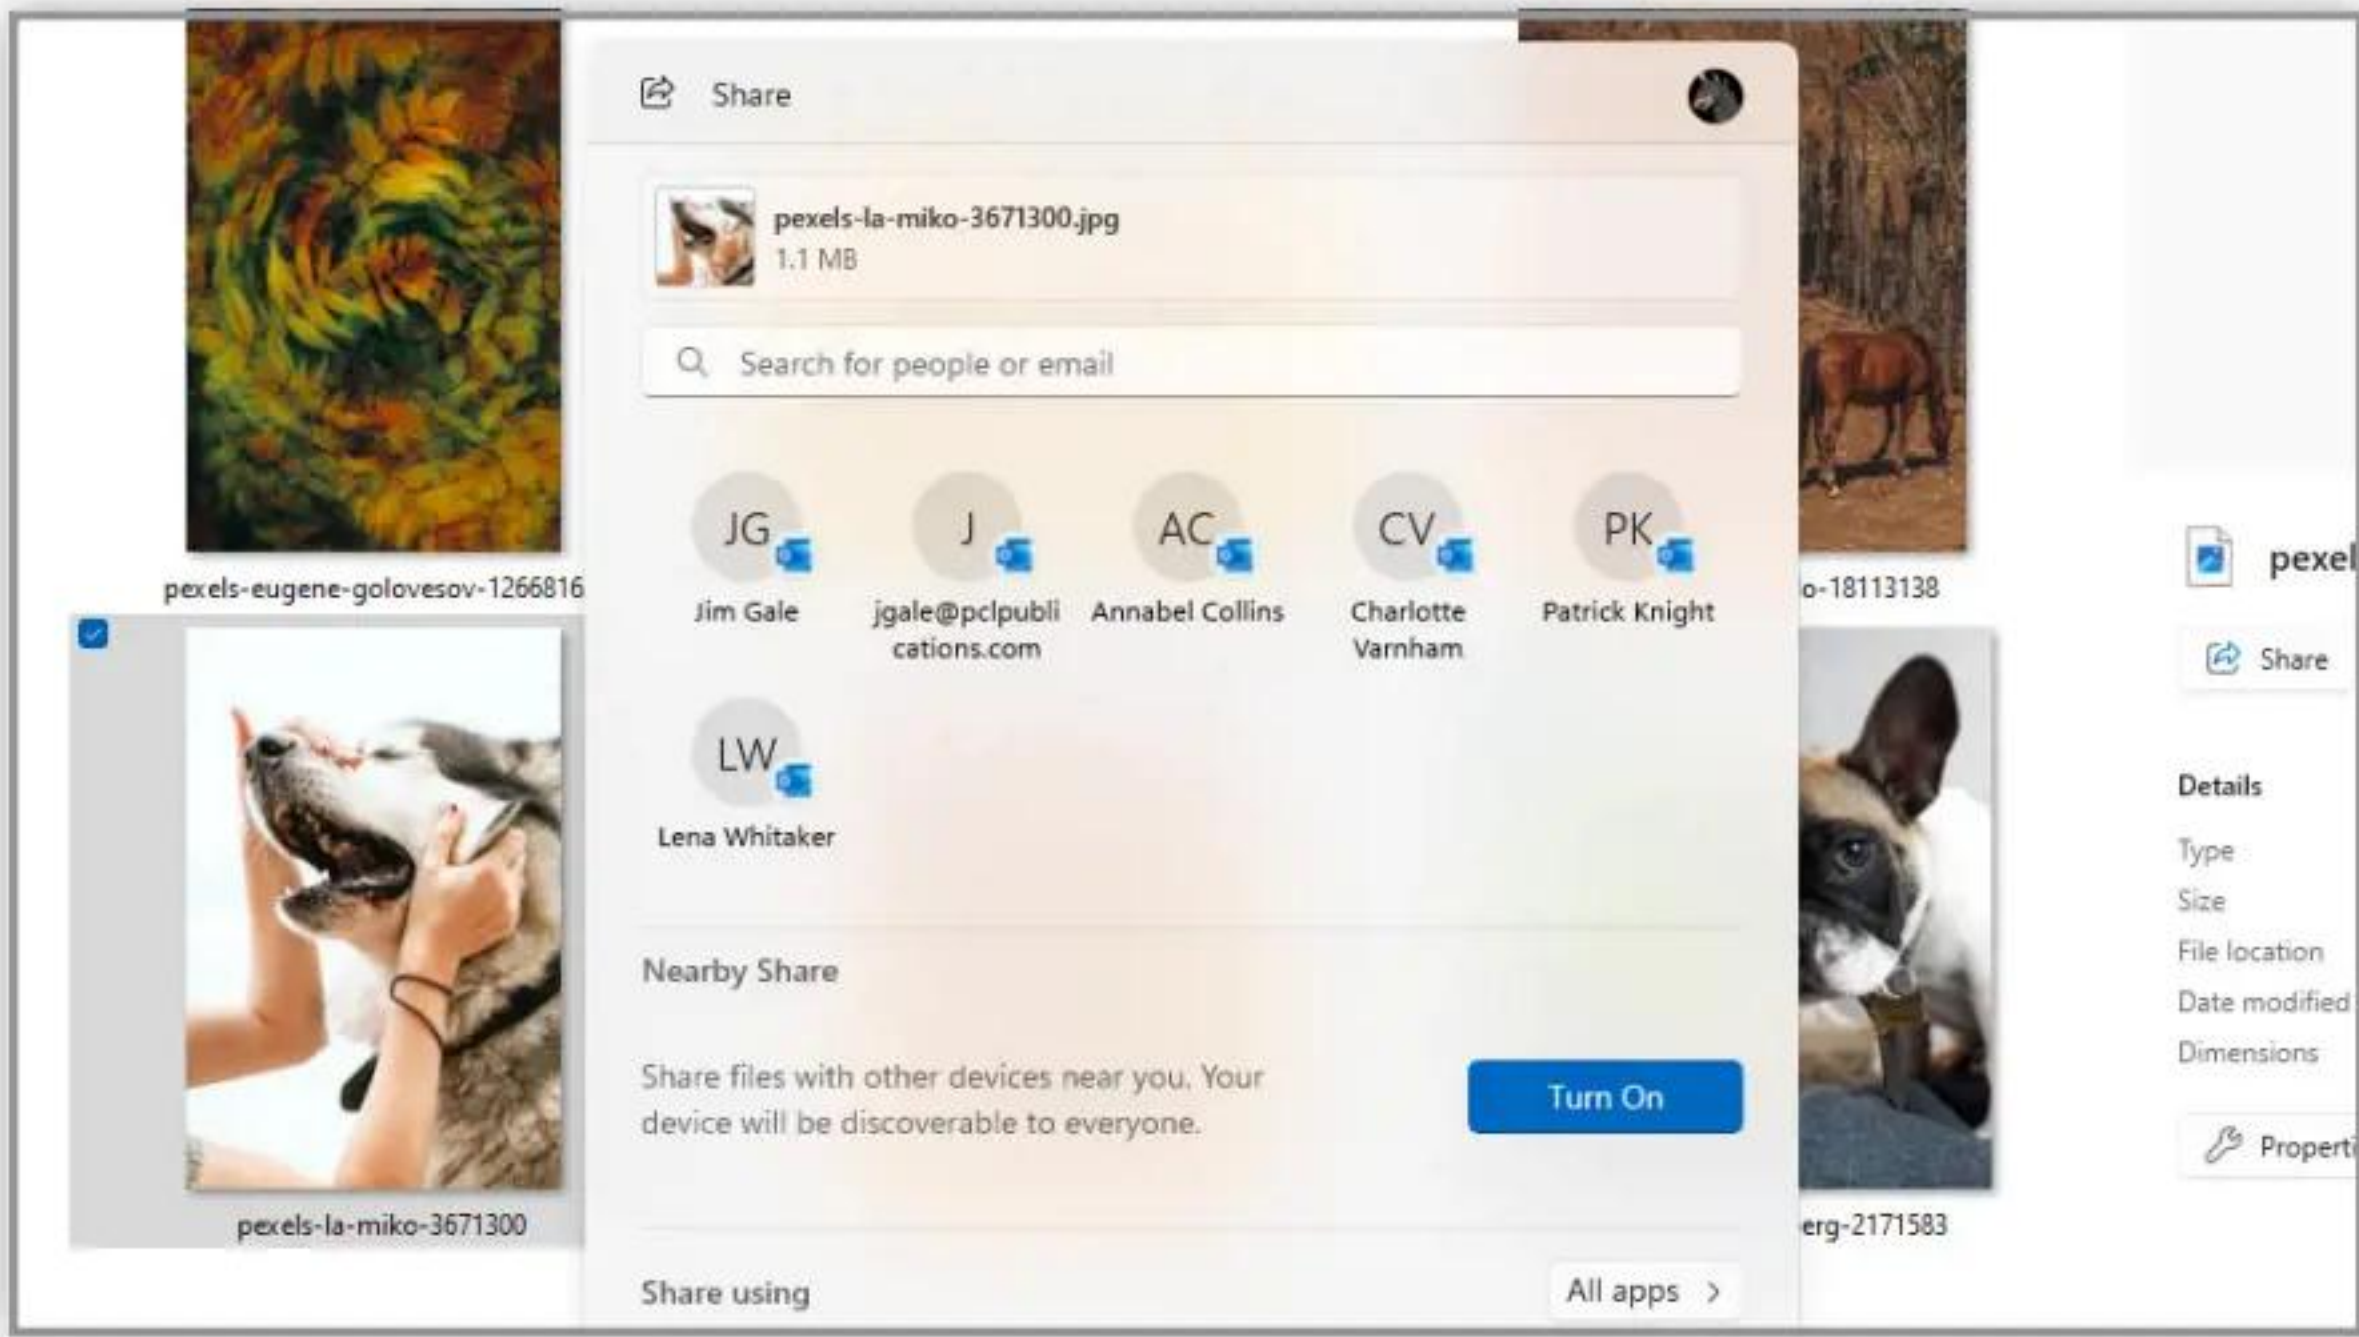 Share
pexels-la-miko-3671300.jpg
1.1 MB
Search for people or email
JG
J
AC
CV
PK
Jim Gale
jgale@pclpubli
cations.com
Annabel Collins
Charlotte
Varnham
Patrick Knight
LW
Lena Whitaker
Nearby Share
Share files with other devices near you. Your
device will be discoverable to everyone.
Turn On
Share using
All apps
pexels-eugene-golovesov-1266816
pexels-la-miko-3671300
o-18113138
erg-2171583
pexel
Share
Details
Type
Size
File location
Date modified
Dimensions
Properti